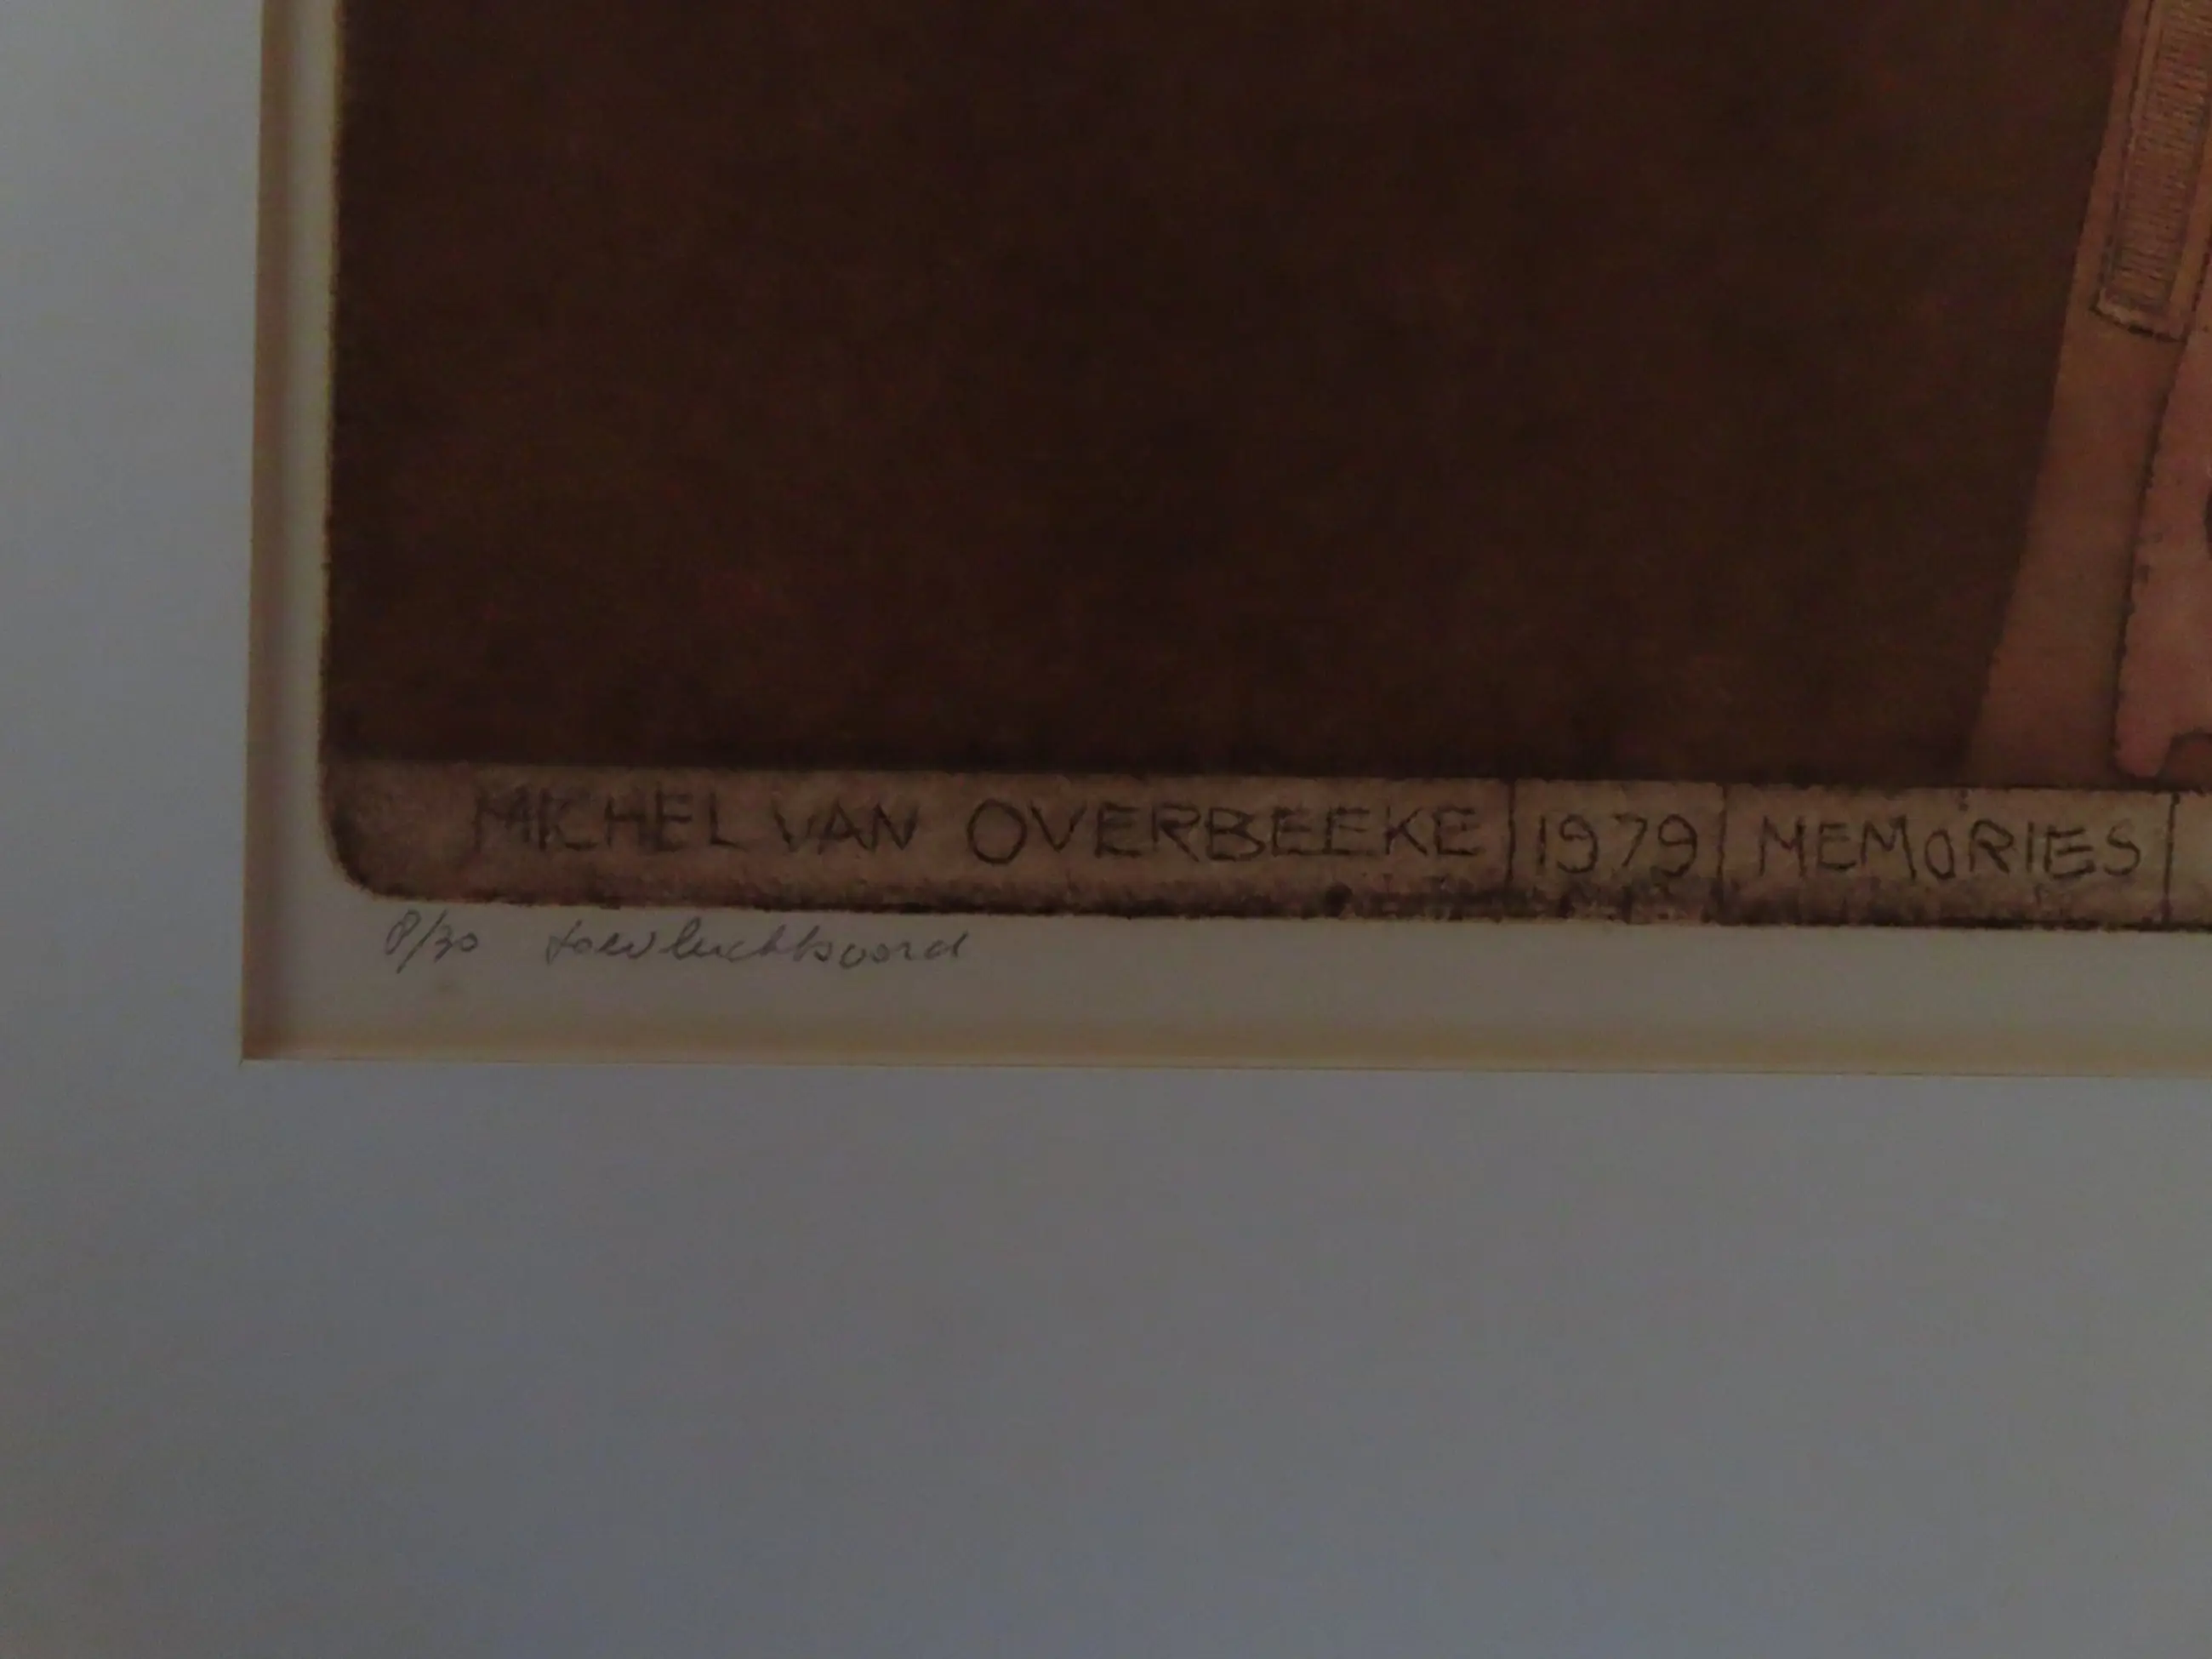 MICHEL VAN OVERBEEKE 1979 MEMORIES
8/30